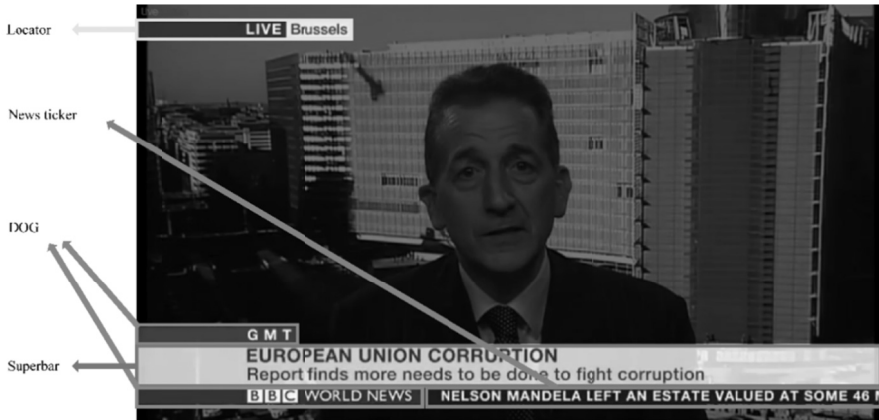 Live
Locator
LIVE Brussels
News ticker
DOG
GMT
EUROPEAN UNION CORRUPTION
Superbar
Report finds more needs to be done to fight corruption
BBC WORLD NEWS NELSON MANDELA LEFT AN ESTATE VALUED AT SOME 46